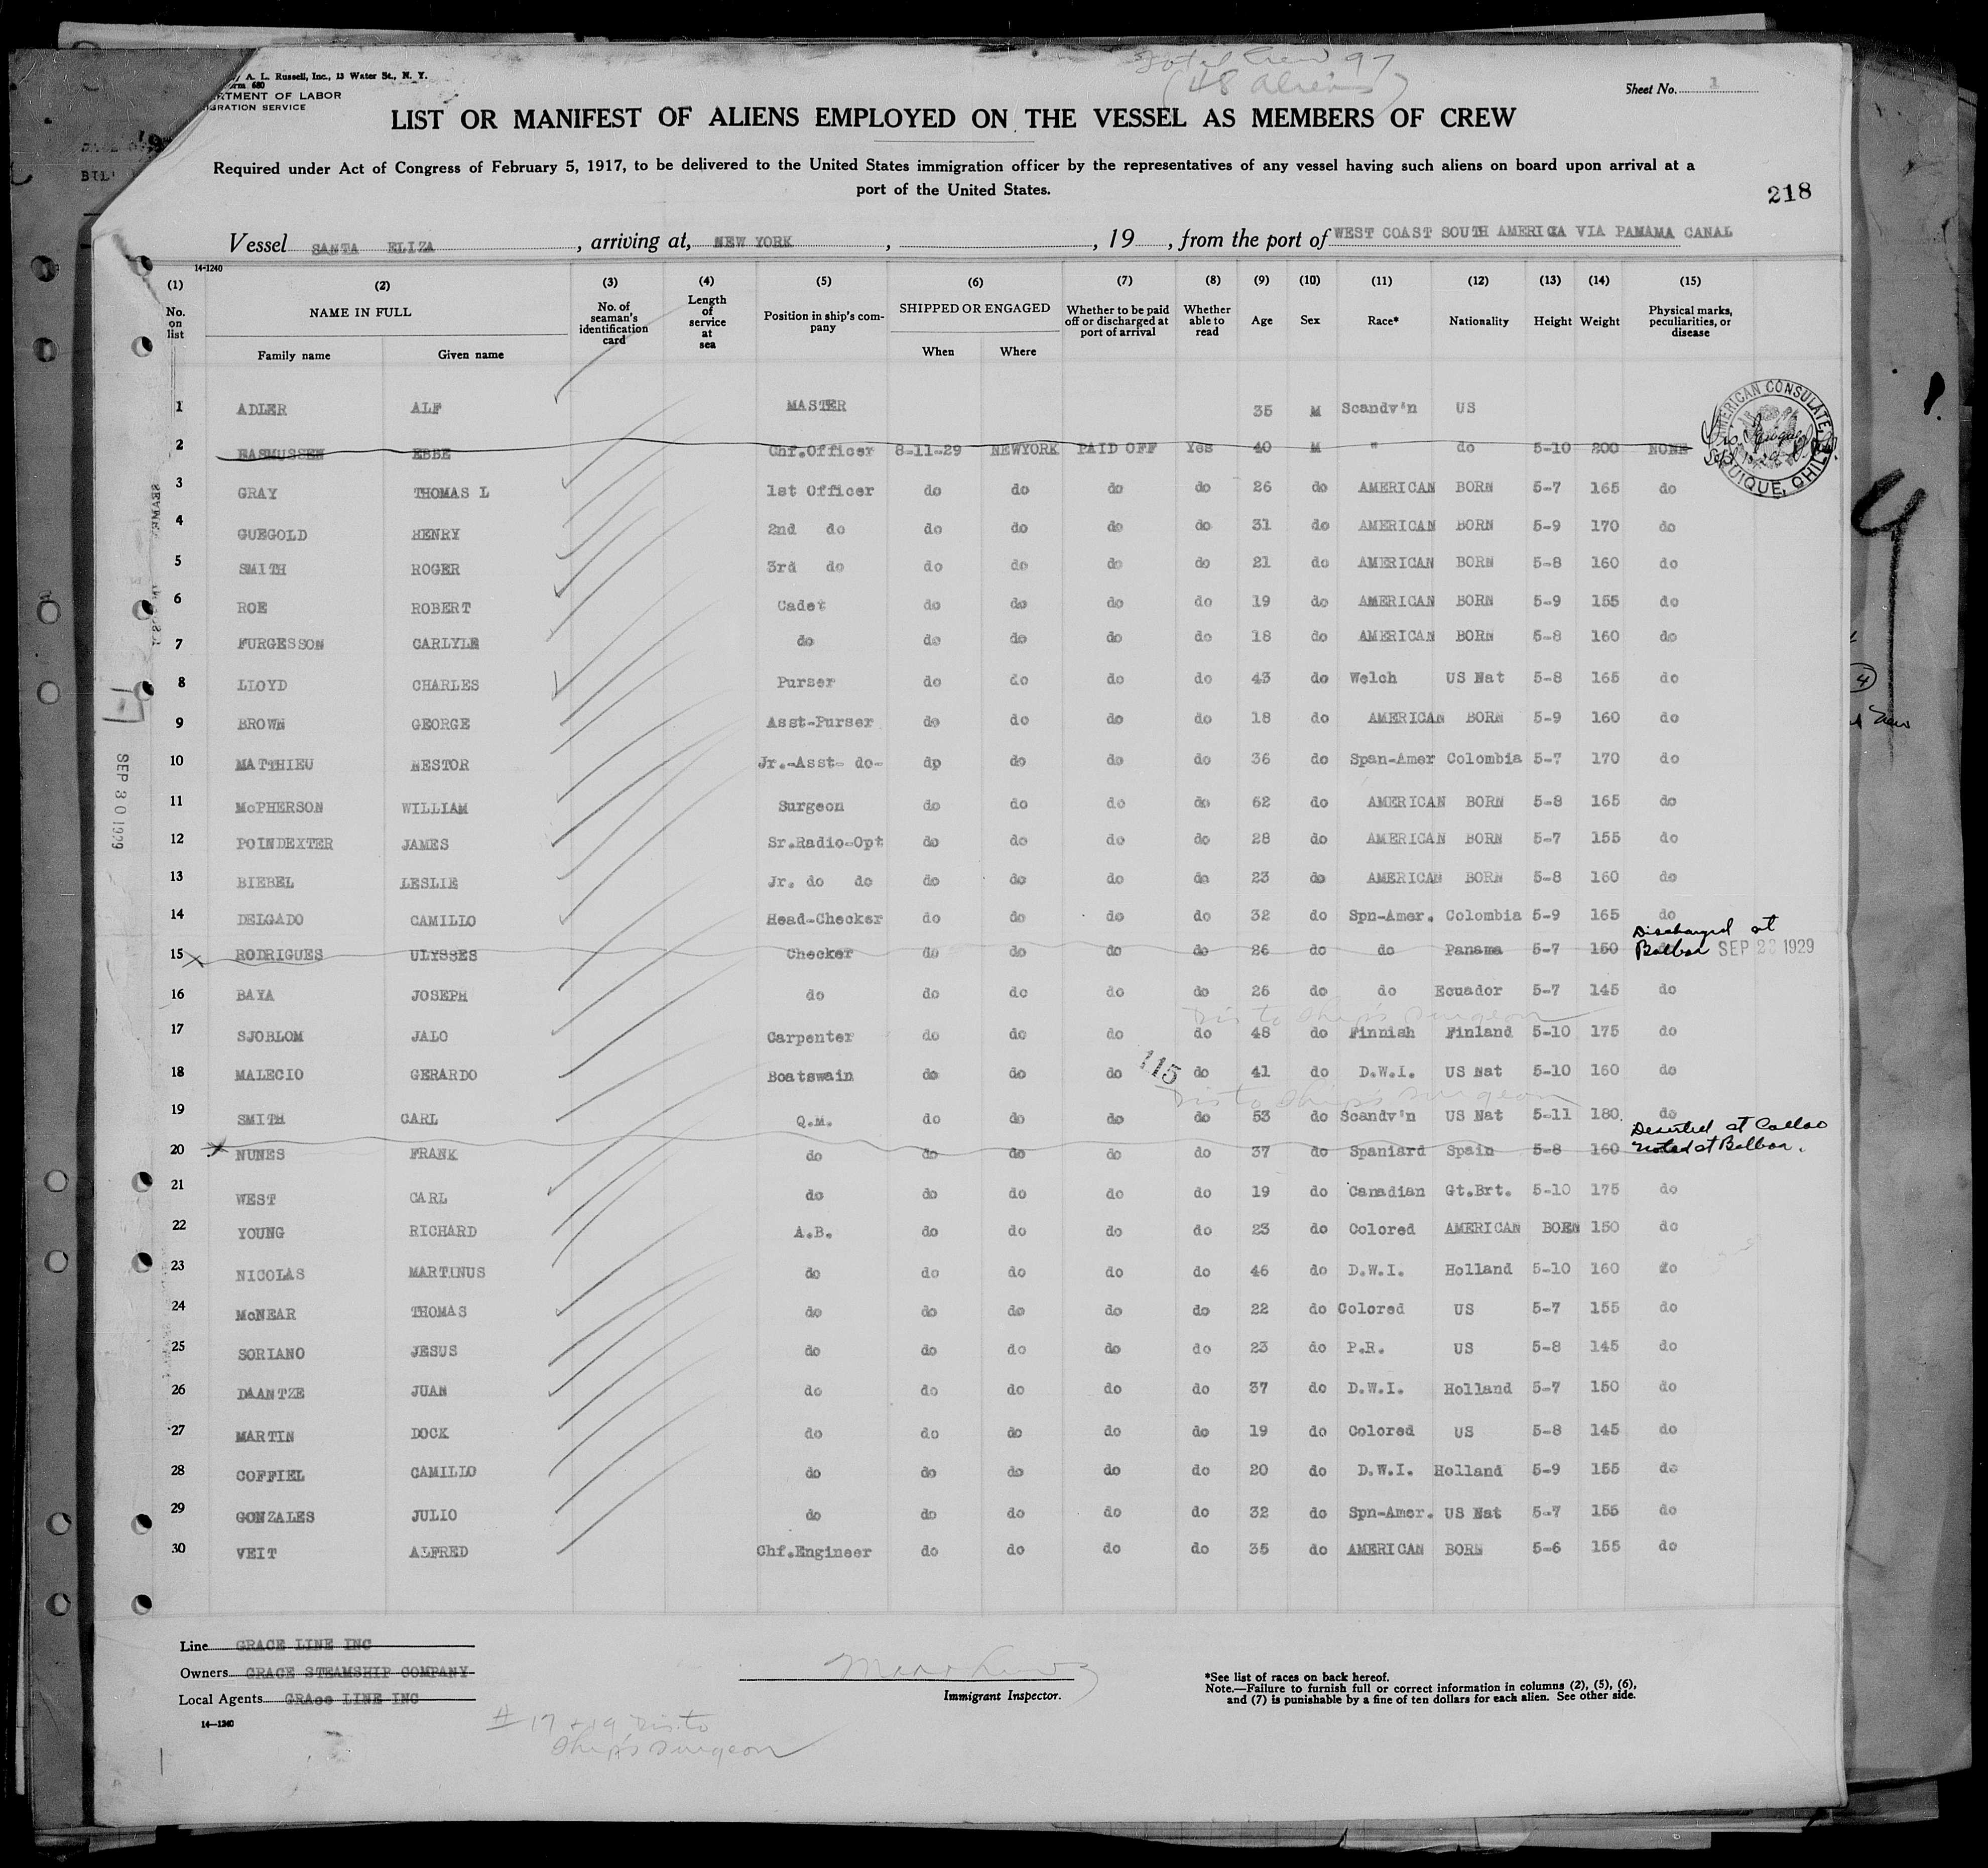 A. L. Russell, Inc., 13 Water St., N. Y.
Form 680
DEPARTMENT OF LABOR
IMMIGRATION SERVICE
Total Crew 97
(48 Aliens)
Sheet No. 1
LIST OR MANIFEST OF ALIENS EMPLOYED ON THE VESSEL AS MEMBERS OF CREW
Required under Act of Congress of February 5, 1917, to be delivered to the United States immigration officer by the representatives of any vessel having such aliens on board upon arrival at a
port of the United States.
218
Vessel SANTA ELIZA, arriving at, NEW YORK, , 19 , from the port of WEST COAST SOUTH AMERICA VIA PANAMA CANAL
14-1240
(1) (2) (3) (4) (5) (6) (7) (8) (9) (10) (11) (12) (13) (14) (15)
No. on list NAME IN FULL Family name Given name No. of seaman's identification card Length of service at sea Position in ship's company SHIPPED OR ENGAGED When Where Whether to be paid off or discharged at port of arrival Whether able to read Age Sex Race* Nationality Height Weight Physical marks, peculiarities, or disease
1 ADLER ALF MASTER 35 M Scandv'n US
2 RASMUSSEN EBBE Chf.Officer 8-11-29 NEWYORK PAID OFF Yes 40 M " do 5-10 200 NONE
3 GRAY THOMAS L 1st Officer do do do do 26 do AMERICAN BORN 5-7 165 do
4 GUEGOLD HENRY 2nd do do do do do 31 do AMERICAN BORN 5-9 170 do
5 SMITH ROGER 3rd do do do do do 21 do AMERICAN BORN 5-8 160 do
6 ROE ROBERT Cadet do do do do 19 do AMERICAN BORN 5-9 155 do
7 FURGESSON CARLYLE do do do do do 18 do AMERICAN BORN 5-8 160 do
8 LLOYD CHARLES Purser do do do do 43 do Welch US Nat 5-8 165 do
9 BROWN GEORGE Asst-Purser do do do do 18 do AMERICAN BORN 5-9 160 do
10 MATTHIEU NESTOR Jr.-Asst- do- dp do do do 36 do Span-Amer Colombia 5-7 170 do
11 McPHERSON WILLIAM Surgeon do do do do 62 do AMERICAN BORN 5-8 165 do
12 POINDEXTER JAMES Sr.Radio-Opt do do do do 28 do AMERICAN BORN 5-7 155 do
13 BIEBEL LESLIE Jr. do do do do do do 23 do AMERICAN BORN 5-8 160 do
14 DELGADO CAMILLO Head-Checker do do do do 32 do Spn-Amer. Colombia 5-9 165 do
15 RODRIGUES ULYSSES Checker do do do do 26 do do Panama 5-7 150 Discharged at Balboa SEP 23 1929
16 BAYA JOSEPH do do do do do 25 do do Ecuador 5-7 145 do
Dis to ship's surgeon
17 SJOBLOM JALO Carpenter do do do do 48 do Finnish Finland 5-10 175 do
18 MALECIO GERARDO Boatswain do do do 115 do 41 do D.W.I. US Nat 5-10 160 do
Dis to ship's surgeon
19 SMITH CARL Q.M. do do do do 53 do Scandv'n US Nat 5-11 180 do
20 NUNES FRANK do do do do do 37 do Spaniard Spain 5-8 160 Deserted at Callao noted at Balboa.
21 WEST CARL do do do do do 19 do Canadian Gt.Brt. 5-10 175 do
22 YOUNG RICHARD A.B. do do do do 23 do Colored AMERICAN BORN 150 do
23 NICOLAS MARTINUS do do do do do 46 do D.W.I. Holland 5-10 160 do
24 McNEAR THOMAS do do do do do 22 do Colored US 5-7 155 do
25 SORIANO JESUS do do do do do 23 do P.R. US 5-8 145 do
26 DAANTZE JUAN do do do do do 37 do D.W.I. Holland 5-7 150 do
27 MARTIN DOCK do do do do do 19 do Colored US 5-8 145 do
28 COFFIEL CAMILLO do do do do do 20 do D.W.I. Holland 5-9 155 do
29 GONZALES JULIO do do do do do 32 do Spn-Amer. US Nat 5-7 155 do
30 VEIT ALFRED Chf.Engineer do do do do 35 do AMERICAN BORN 5-6 155 do
AMERICAN CONSULATE
IQUIQUE, CHILE
SEP 30 1929
Line GRACE LINE INC
Owners GRACE STEAMSHIP COMPANY
Local Agents GRAce LINE INC
14—1240
Immigrant Inspector.
*See list of races on back hereof.
Note.—Failure to furnish full or correct information in columns (2), (5), (6),
and (7) is punishable by a fine of ten dollars for each alien. See other side.
# 17 + 19 Dis. to
ship's surgeon